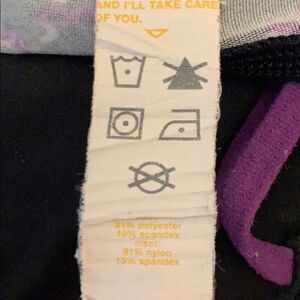 AND I'LL TAKE CARE
OF YOU.
81% polyester
19% spandex
inset:
81% nylon
19% spandex